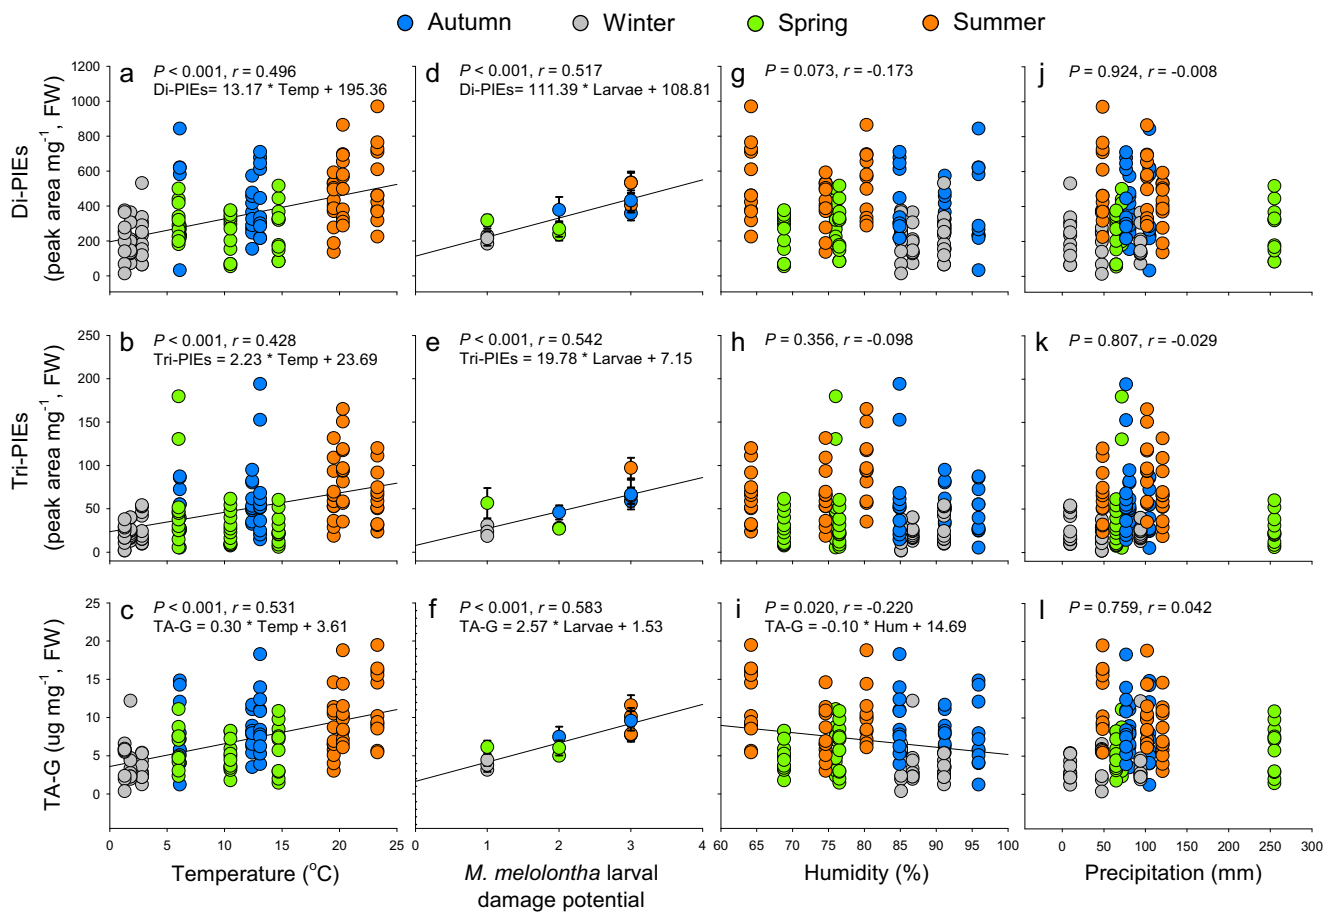 Autumn Winter Spring Summer
a
P < 0.001, r = 0.496
Di-PIEs= 13.17 * Temp + 195.36
d
P < 0.001, r = 0.517
Di-PIEs= 111.39 * Larvae + 108.81
g
P = 0.073, r = -0.173
j
P = 0.924, r = -0.008
Di-PIEs
(peak area mg⁻¹, FW)
1200
1000
800
600
400
200
0
b
P < 0.001, r = 0.428
Tri-PIEs = 2.23 * Temp + 23.69
e
P < 0.001, r = 0.542
Tri-PIEs = 19.78 * Larvae + 7.15
h
P = 0.356, r = -0.098
k
P = 0.807, r = -0.029
Tri-PIEs
(peak area mg⁻¹, FW)
250
200
150
100
50
0
c
P < 0.001, r = 0.531
TA-G = 0.30 * Temp + 3.61
f
P < 0.001, r = 0.583
TA-G = 2.57 * Larvae + 1.53
i
P = 0.020, r = -0.220
TA-G = -0.10 * Hum + 14.69
l
P = 0.759, r = 0.042
TA-G (ug mg⁻¹, FW)
25
20
15
10
5
0
0 5 10 15 20 25
0 1 2 3 4
60 65 70 75 80 85 90 95 100
0 50 100 150 200 250 300
Temperature (°C)
M. melolontha larval
damage potential
Humidity (%)
Precipitation (mm)